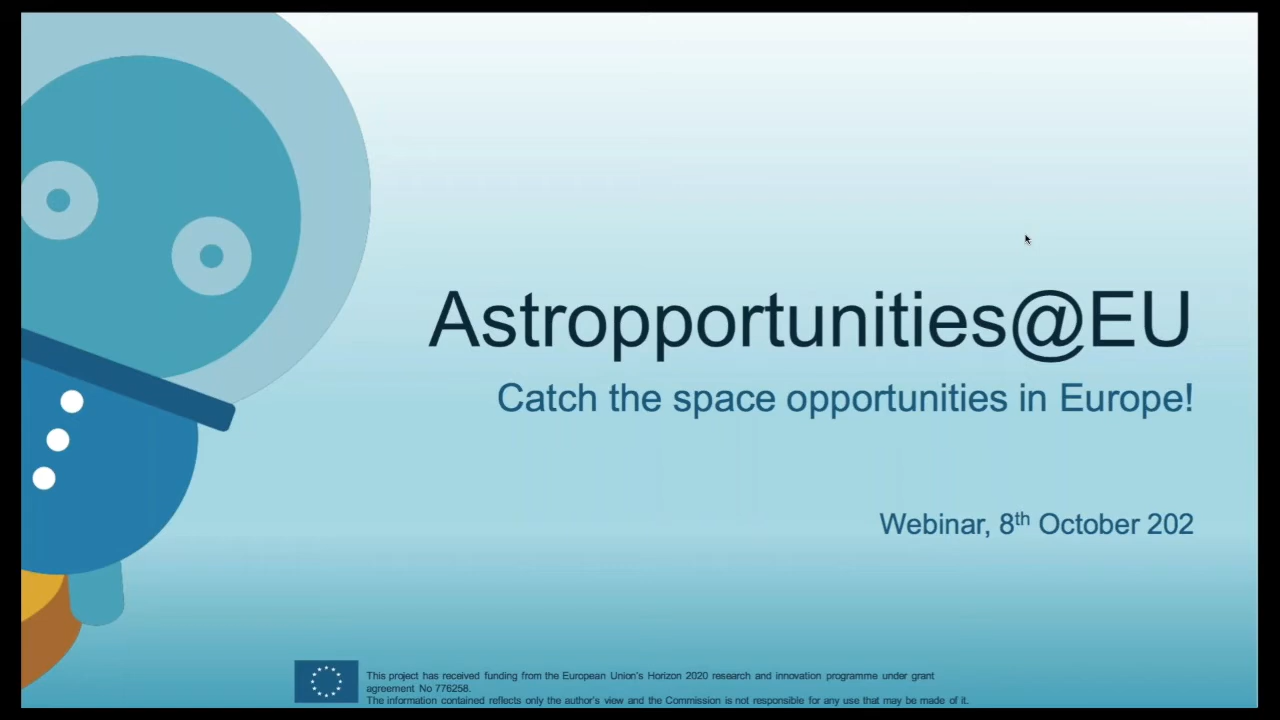 Astropportunities@EU
Catch the space opportunities in Europe!
Webinar, 8th October 202
This project has received funding from the European Union's Horizon 2020 research and innovation programme under grant
agreement No 776258.
The information contained reflects only the author's view and the Commission is not responsible for any use that may be made of it.